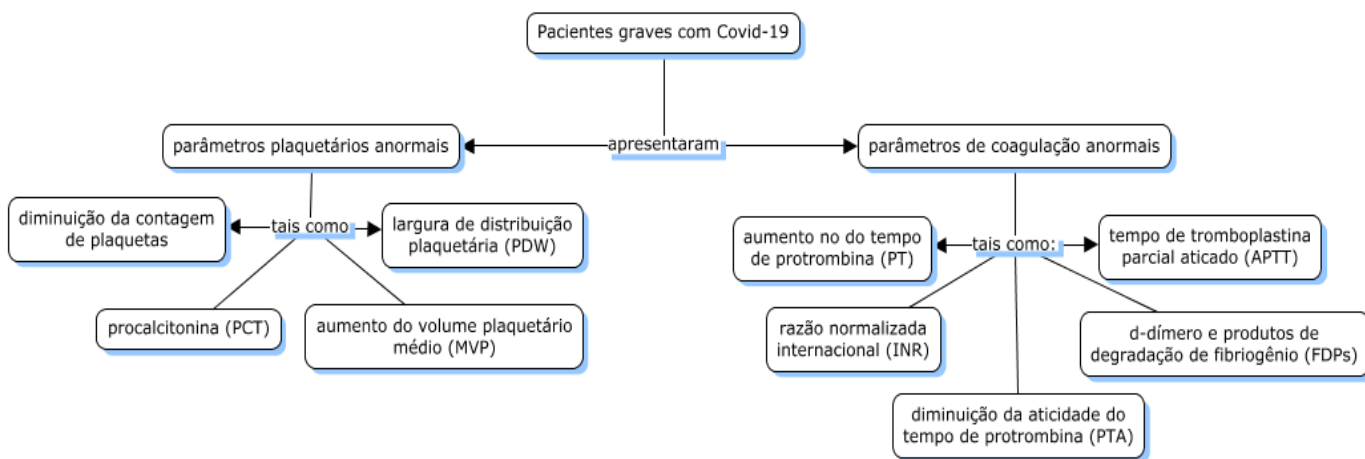 Pacientes graves com Covid-19
apresentaram
parâmetros plaquetários anormais
parâmetros de coagulação anormais
tais como
diminuição da contagem
de plaquetas
largura de distribuição
plaquetária (PDW)
procalcitonina (PCT)
aumento do volume plaquetário
médio (MVP)
tais como:
aumento no do tempo
de protrombina (PT)
tempo de tromboplastina
parcial aticado (APTT)
razão normalizada
internacional (INR)
d-dímero e produtos de
degradação de fibriogênio (FDPs)
diminuição da aticidade do
tempo de protrombina (PTA)